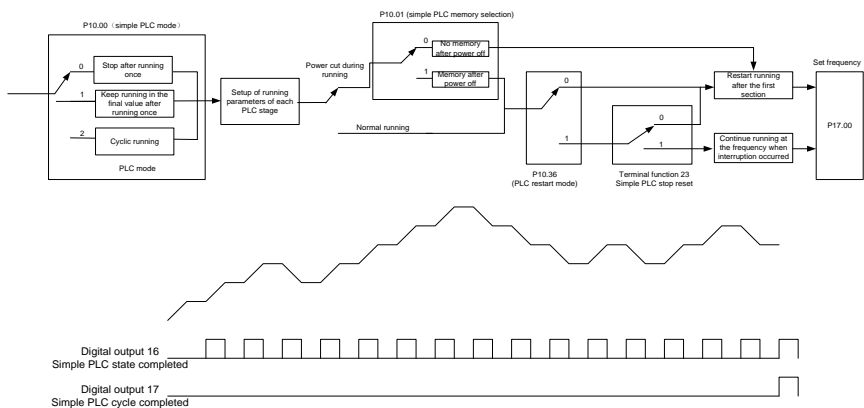 P10.00（simple PLC mode)
0
Stop after running
once
1
Keep running in the
final value after
running once
2
Cyclic running
PLC mode
Setup of running
parameters of each
PLC stage
Power cut during
running
Normal running
P10.01 (simple PLC memory selection)
0
No memory
after power off
1
Memory after
power off
0
1
P10.36
(PLC restart mode)
0
1
Terminal function 23
Simple PLC stop reset
Restart running
after the first
section
Continue running at
the frequency when
interruption occurred
Set frequency
P17.00
Digital output 16
Simple PLC state completed
Digital output 17
Simple PLC cycle completed